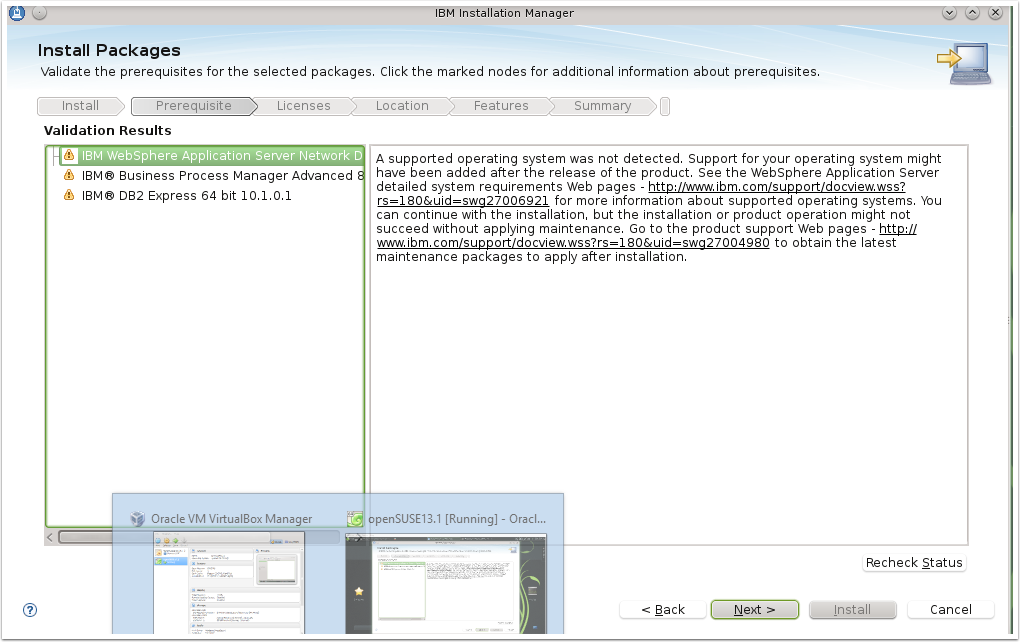 IBM Installation Manager
Install Packages
Validate the prerequisites for the selected packages. Click the marked nodes for additional information about prerequisites.
Install
Prerequisite
Licenses
Location
Features
Summary
Validation Results
IBM WebSphere Application Server Network D
IBM® Business Process Manager Advanced 8
IBM® DB2 Express 64 bit 10.1.0.1
A supported operating system was not detected. Support for your operating system might
have been added after the release of the product. See the WebSphere Application Server
detailed system requirements Web pages - http://www.ibm.com/support/docview.wss?
rs=180&uid=swg27006921 for more information about supported operating systems. You
can continue with the installation, but the installation or product operation might not
succeed without applying maintenance. Go to the product support Web pages - http://
www.ibm.com/support/docview.wss?rs=180&uid=swg27004980 to obtain the latest
maintenance packages to apply after installation.
Oracle VM VirtualBox Manager
openSUSE13.1 [Running] - Oracl...
Recheck Status
< Back
Next >
Install
Cancel